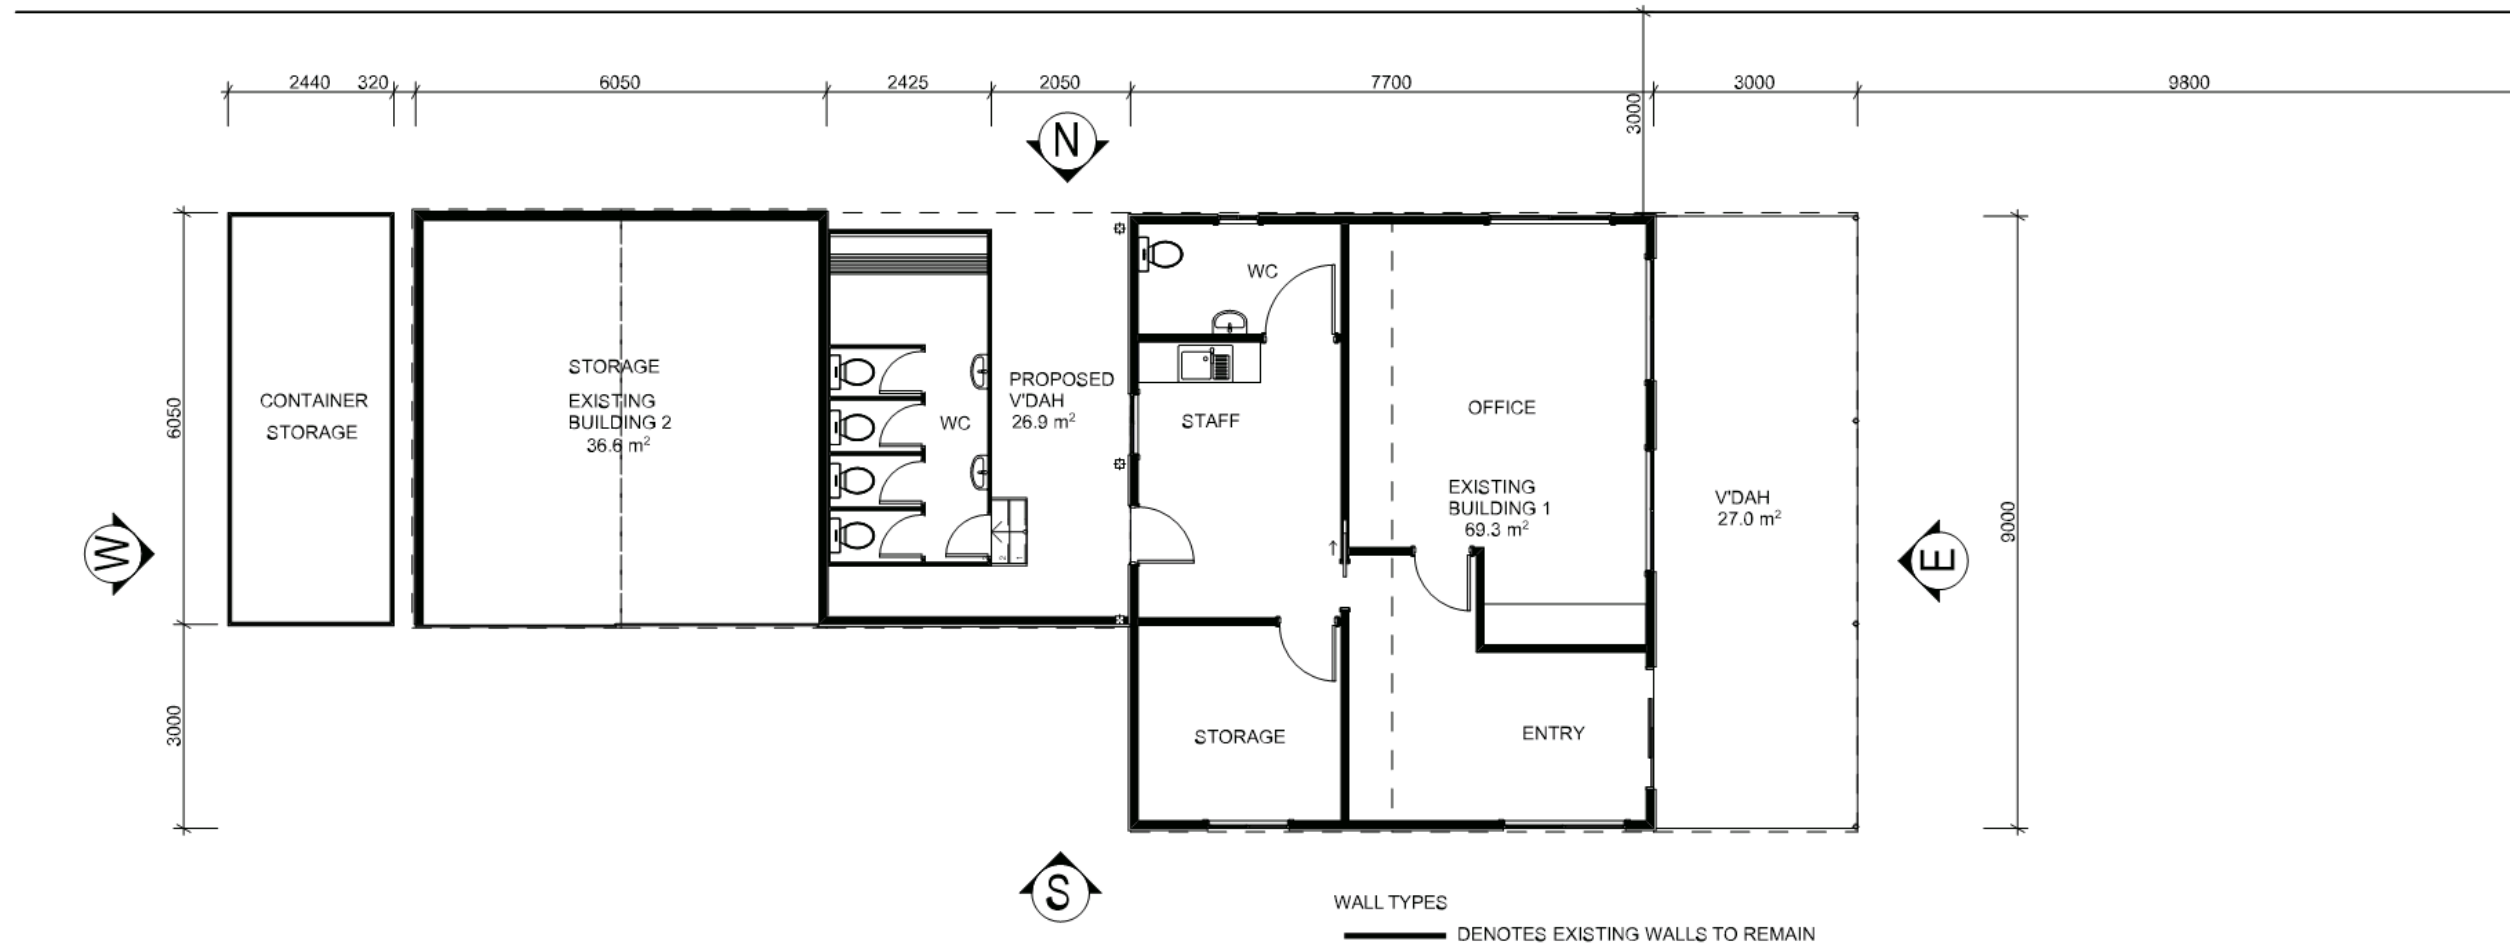 2440 320 6050 2425 2050 7700 3000 9800
3000
N
WC
STORAGE
EXISTING
BUILDING 2
36.6 m²
CONTAINER
STORAGE
PROPOSED
V'DAH
26.9 m²
WC
STAFF
OFFICE
6050
EXISTING
BUILDING 1
69.3 m²
V'DAH
27.0 m²
9000
W
E
2 1
3000
STORAGE
ENTRY
S
WALL TYPES
DENOTES EXISTING WALLS TO REMAIN